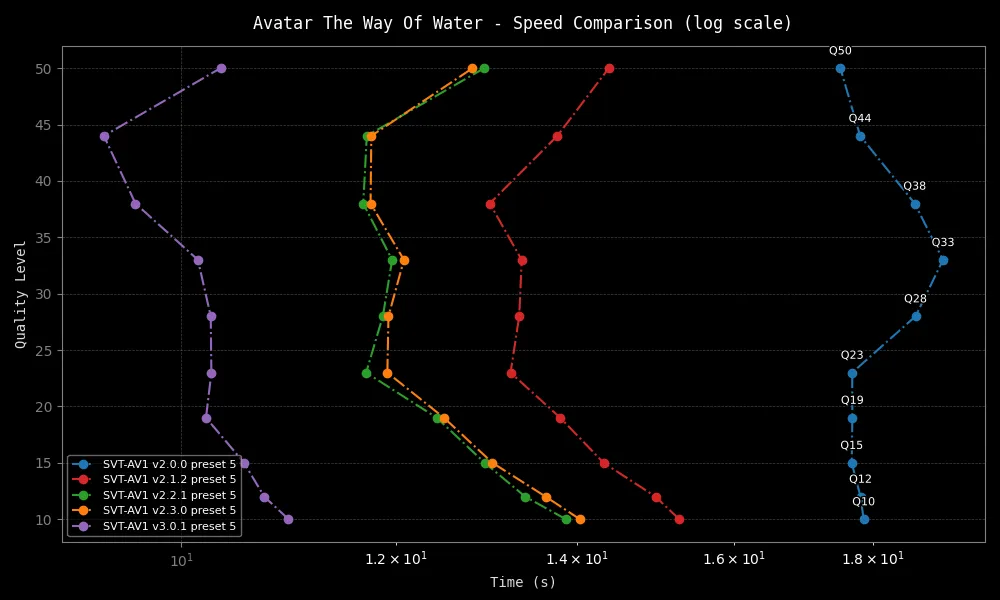 Avatar The Way Of Water - Speed Comparison (log scale)
Quality Level
50
45
40
35
30
25
20
15
10
Q50
Q44
Q38
Q33
Q28
Q23
Q19
Q15
Q12
Q10
SVT-AV1 v2.0.0 preset 5
SVT-AV1 v2.1.2 preset 5
SVT-AV1 v2.2.1 preset 5
SVT-AV1 v2.3.0 preset 5
SVT-AV1 v3.0.1 preset 5
10¹ 1.2 × 10¹ 1.4 × 10¹ 1.6 × 10¹ 1.8 × 10¹
Time (s)